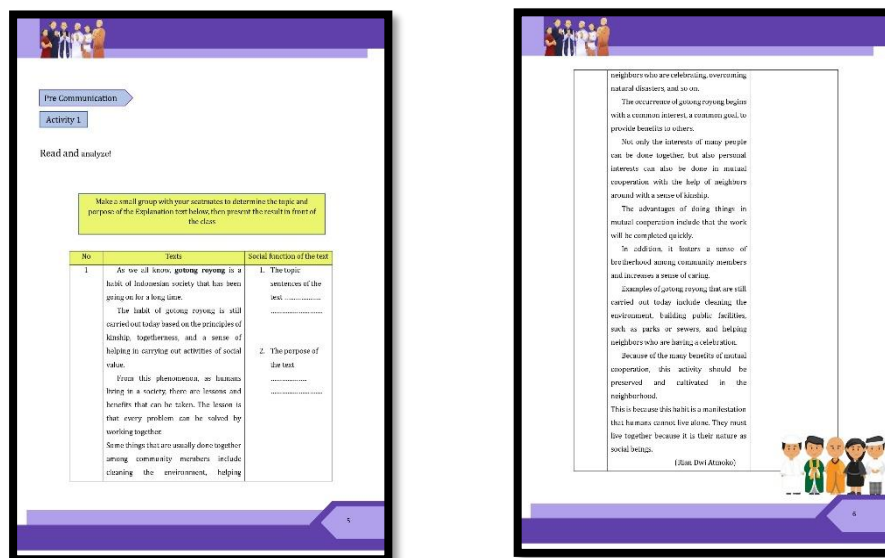 Pre Communication
Activity 1
Read and analyze!
Make a small group with your seatmates to determine the topic and
purpose of the Explanation text below, then present the result in front of
the class
No
Texts
Social function of the text
1
As we all know, gotong royong is a
habit of Indonesian society that has been
going on for a long time.
The habit of gotong royong is still
carried out today based on the principles of
kinship, togetherness, and a sense of
helping in carrying out activities of social
value.
From this phenomenon, as humans
living in a society, there are lessons and
benefits that can be taken. The lesson is
that every problem can be solved by
working together.
Some things that are usually done together
among community members include
cleaning the environment, helping
1. The topic
sentences of the
text ..................
..........................
2. The purpose of
the text
..................
..........................
5
neighbors who are celebrating, overcoming
natural disasters, and so on.
The occurrence of gotong royong begins
with a common interest, a common goal, to
provide benefits to others.
Not only the interests of many people
can be done together, but also personal
interests can also be done in mutual
cooperation with the help of neighbors
around with a sense of kinship.
The advantages of doing things in
mutual cooperation include that the work
will be completed quickly.
In addition, it fosters a sense of
brotherhood among community members
and increases a sense of caring.
Examples of gotong royong that are still
carried out today include cleaning the
environment, building public facilities,
such as parks or sewers, and helping
neighbors who are having a celebration.
Because of the many benefits of mutual
cooperation, this activity should be
preserved and cultivated in the
neighborhood.
This is because this habit is a manifestation
that humans cannot live alone. They must
live together because it is their nature as
social beings.
Dwi Atmoko)
6